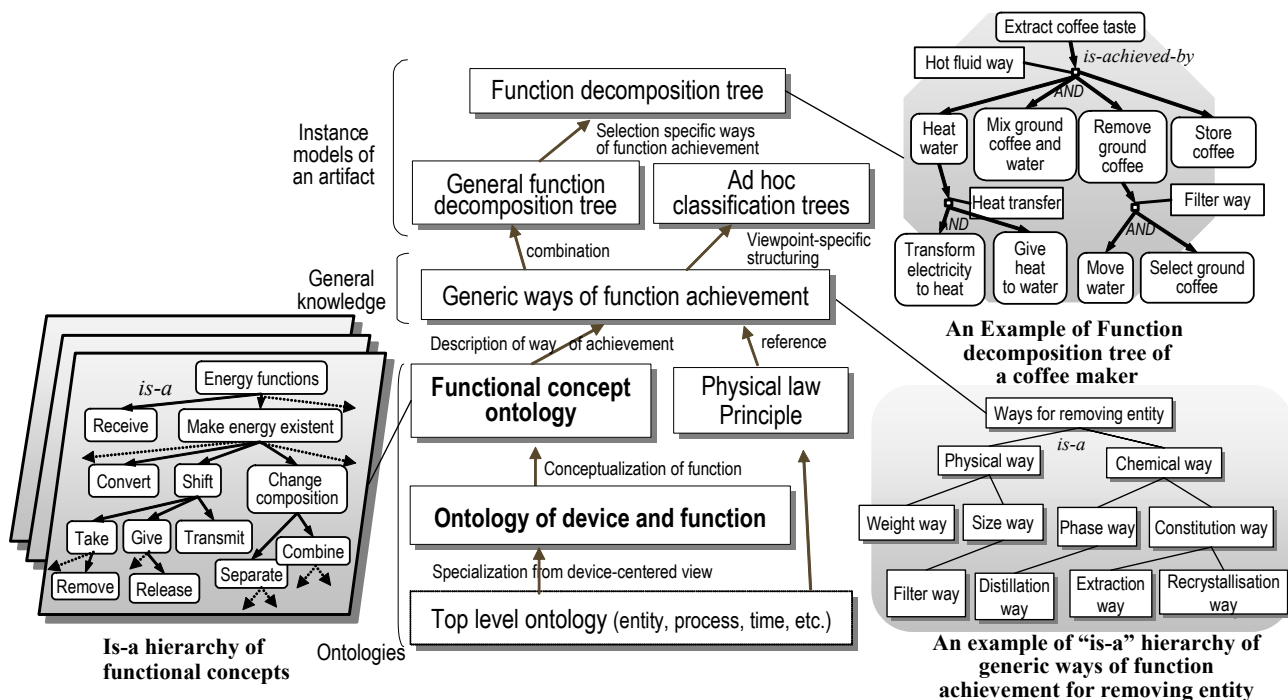 Function decomposition tree
Instance
models of
an artifact
Selection specific ways
of function achievement
General function
decomposition tree
Ad hoc
classification trees
combination
Viewpoint-specific
structuring
General
knowledge
Generic ways of function achievement
Description of way of achievement
reference
Functional concept
ontology
Physical law
Principle
Conceptualization of function
Ontology of device and function
Specialization from device-centered view
Top level ontology (entity, process, time, etc.)
Ontologies
Energy functions
is-a
Receive
Make energy existent
Convert
Shift
Change
composition
Take
Give
Transmit
Combine
Remove
Release
Separate
Is-a hierarchy of
functional concepts
Extract coffee taste
Hot fluid way
is-achieved-by
AND
Heat
water
Mix ground
coffee and
water
Remove
ground
coffee
Store
coffee
Heat transfer
Filter way
AND
AND
Transform
electricity
to heat
Give
heat
to water
Move
water
Select ground
coffee
An Example of Function
decomposition tree of
a coffee maker
Ways for removing entity
is-a
Physical way
Chemical way
Weight way
Size way
Phase way
Constitution way
Filter way
Distillation
way
Extraction
way
Recrystallisation
way
An example of “is-a” hierarchy of
generic ways of function
achievement for removing entity